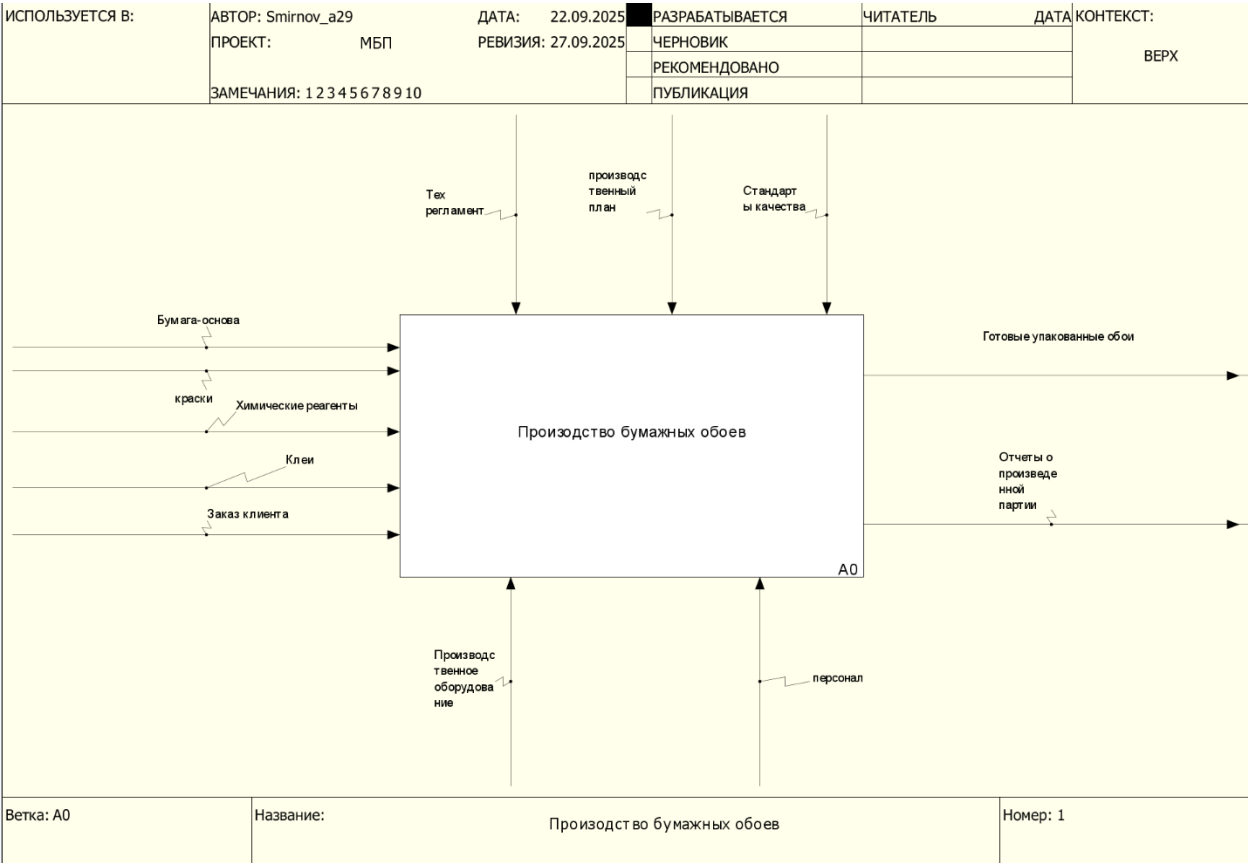 ИСПОЛЬЗУЕТСЯ В:
АВТОР: Smirnov_a29
ДАТА: 22.09.2025
РАЗРАБАТЫВАЕТСЯ
ЧИТАТЕЛЬ
ДАТА
КОНТЕКСТ:
ПРОЕКТ: МБП
РЕВИЗИЯ: 27.09.2025
ЧЕРНОВИК
ВЕРХ
РЕКОМЕНДОВАНО
ЗАМЕЧАНИЯ: 1 2 3 4 5 6 7 8 9 10
ПУБЛИКАЦИЯ
Тех
регламент
производс
твенный
план
Стандарт
ы качества
Бумага-основа
краски
Химические реагенты
Клеи
Заказ клиента
Произодство бумажных обоев
A0
Готовые упакованные обои
Отчеты о
произведе
нной
партии
Производс
твенное
оборудова
ние
персонал
Ветка: A0
Название:
Произодство бумажных обоев
Номер: 1